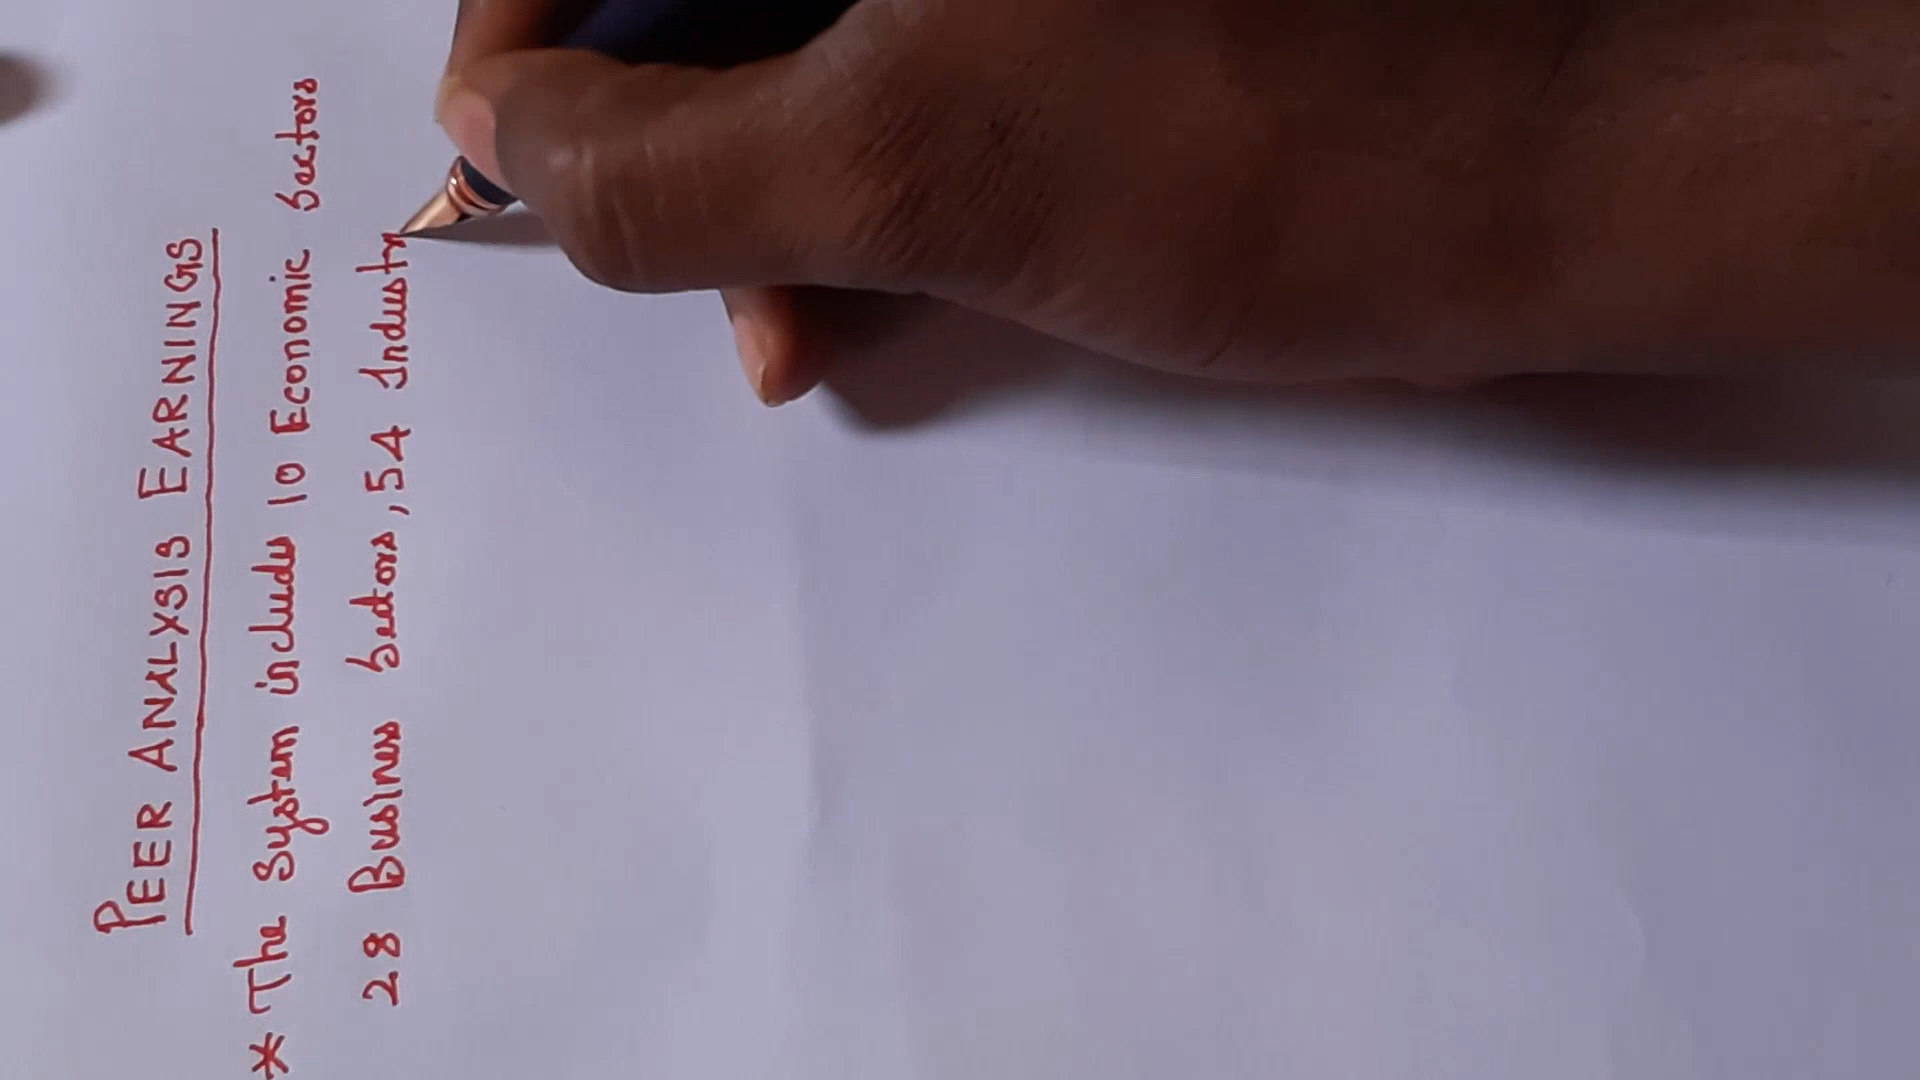 PEER ANALYSIS EARNINGS
* The System includes 10 Economic sectors
28 Business sectors, 54 Industry